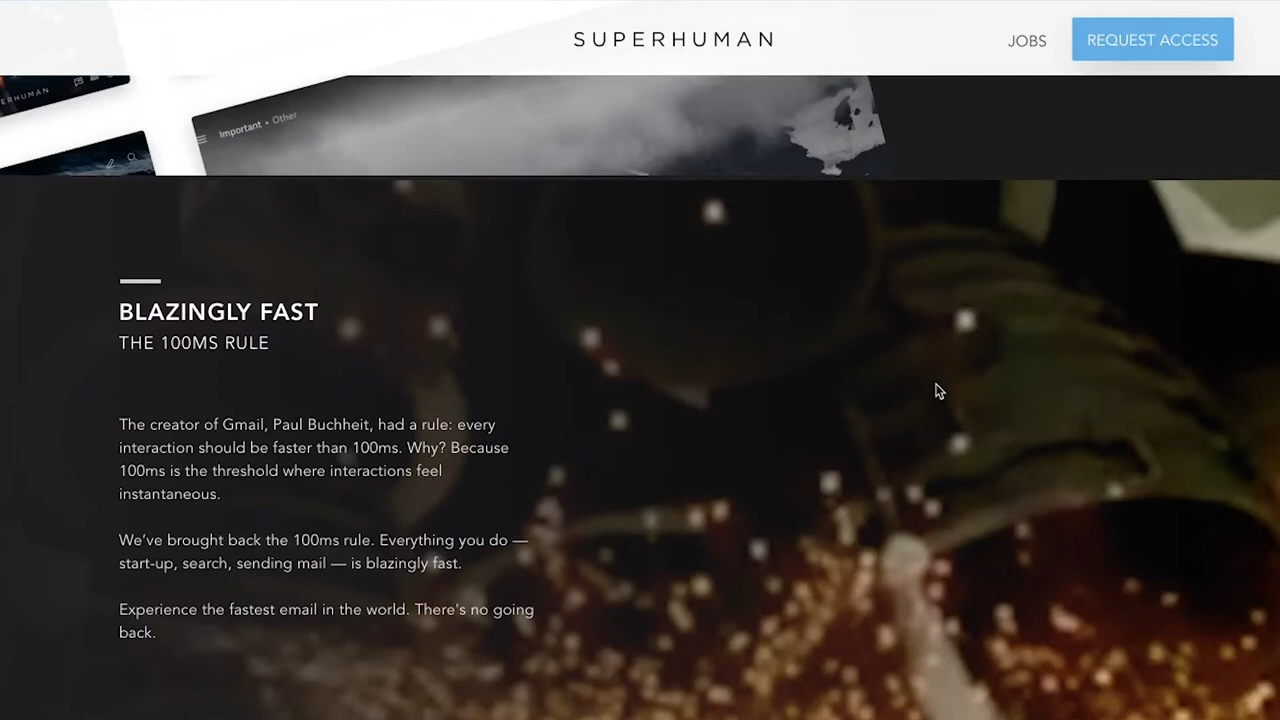 SUPERHUMAN
JOBS
REQUEST ACCESS
ERHUMAN
Important • Other
BLAZINGLY FAST
THE 100MS RULE
The creator of Gmail, Paul Buchheit, had a rule: every
interaction should be faster than 100ms. Why? Because
100ms is the threshold where interactions feel
instantaneous.
We've brought back the 100ms rule. Everything you do —
start-up, search, sending mail — is blazingly fast.
Experience the fastest email in the world. There's no going
back.